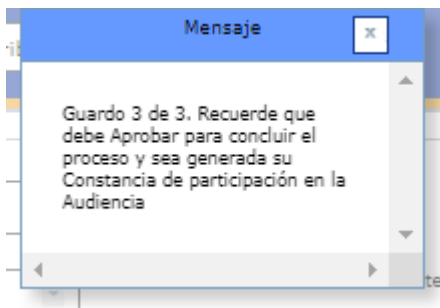 Mensaje
x
Guardo 3 de 3. Recuerde que
debe Aprobar para concluir el
proceso y sea generada su
Constancia de participación en la
Audiencia